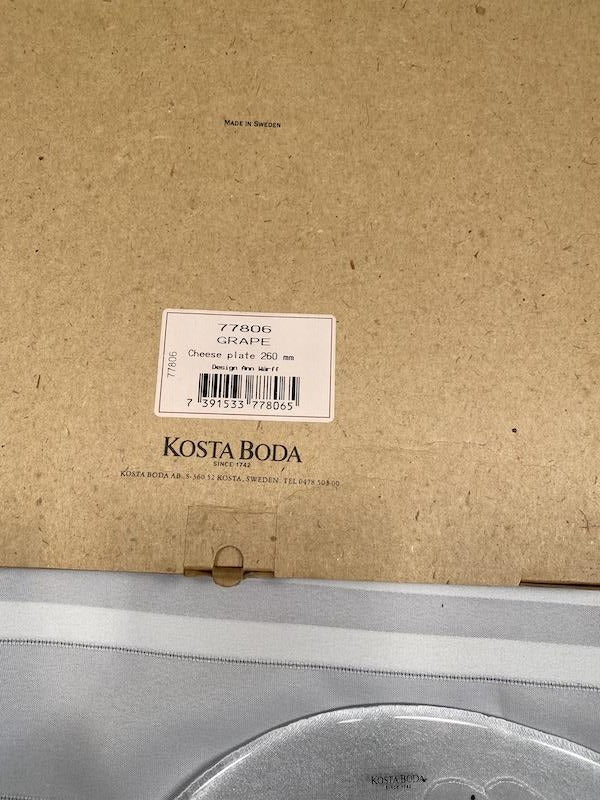 MADE IN SWEDEN
77806
GRAPE
77806
Cheese plate 260 mm
Design Ann Wärff
7 391533 778065
KOSTA BODA
SINCE 1742
KOSTA BODA AB, S-360 52 KOSTA, SWEDEN. TEL 0478 503 00
KOSTA BODA